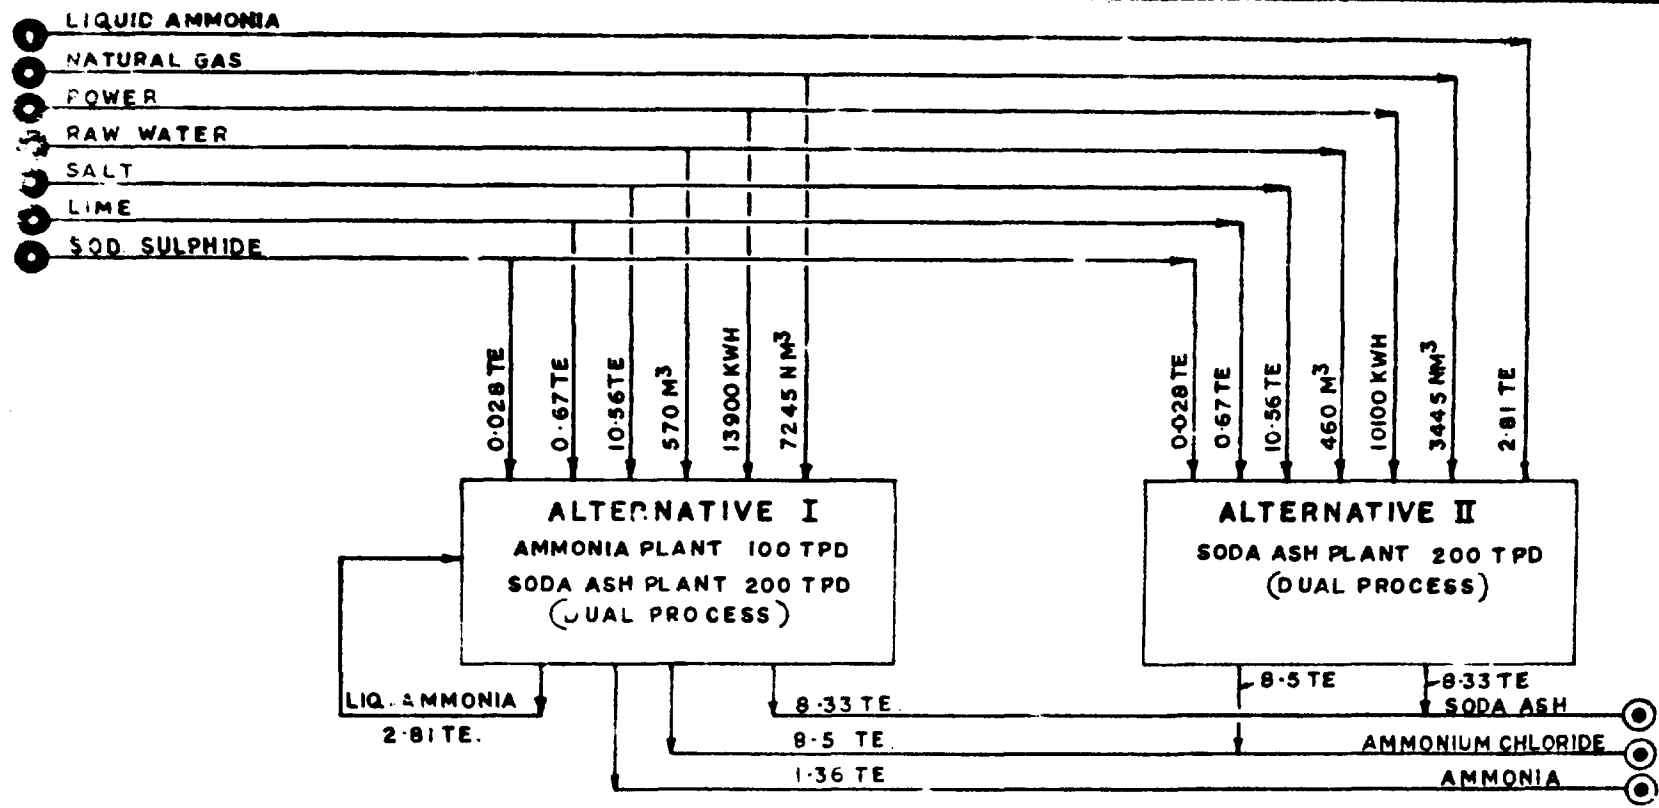 LIQUID AMMONIA
NATURAL GAS
POWER
RAW WATER
SALT
LIME
SOD. SULPHIDE
0·028 TE
0·67 TE
10·56 TE
570 M³
13900 KWH
7245 N M³
0·028 TE
0·67 TE
10·56 TE
460 M³
10100 KWH
3445 NM³
2·81 TE
ALTERNATIVE I
AMMONIA PLANT 100 TPD
SODA ASH PLANT 200 TPD
(DUAL PROCESS)
ALTERNATIVE II
SODA ASH PLANT 200 TPD
(DUAL PROCESS)
LIQ. AMMONIA
2·81 TE.
8·33 TE.
8·5 TE
1·36 TE
8·5 TE
8·33 TE
SODA ASH
AMMONIUM CHLORIDE
AMMONIA